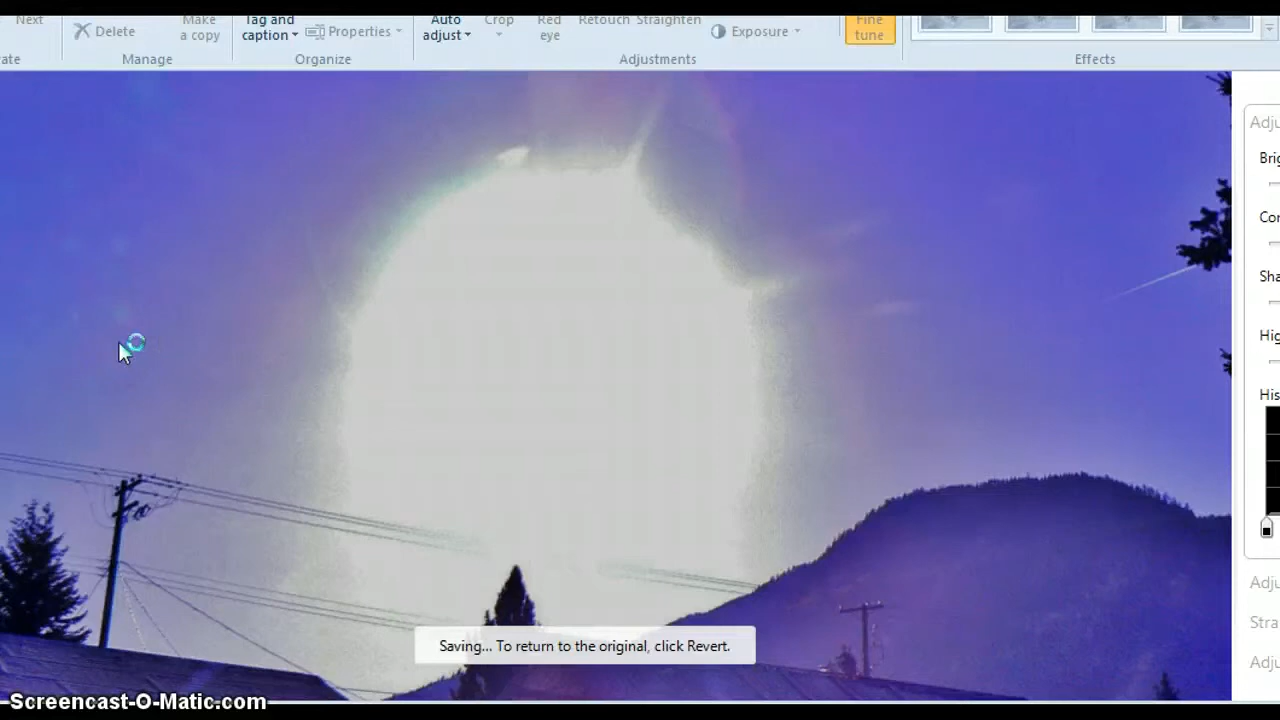 Next
Delete
Make
a copy
Manage
Tag and
caption
Properties
Organize
Auto
adjust
Crop
Red
eye
Retouch Straighten
Exposure
Adjustments
Fine
tune
Effects
Saving... To return to the original, click Revert.
Screencast-O-Matic.com